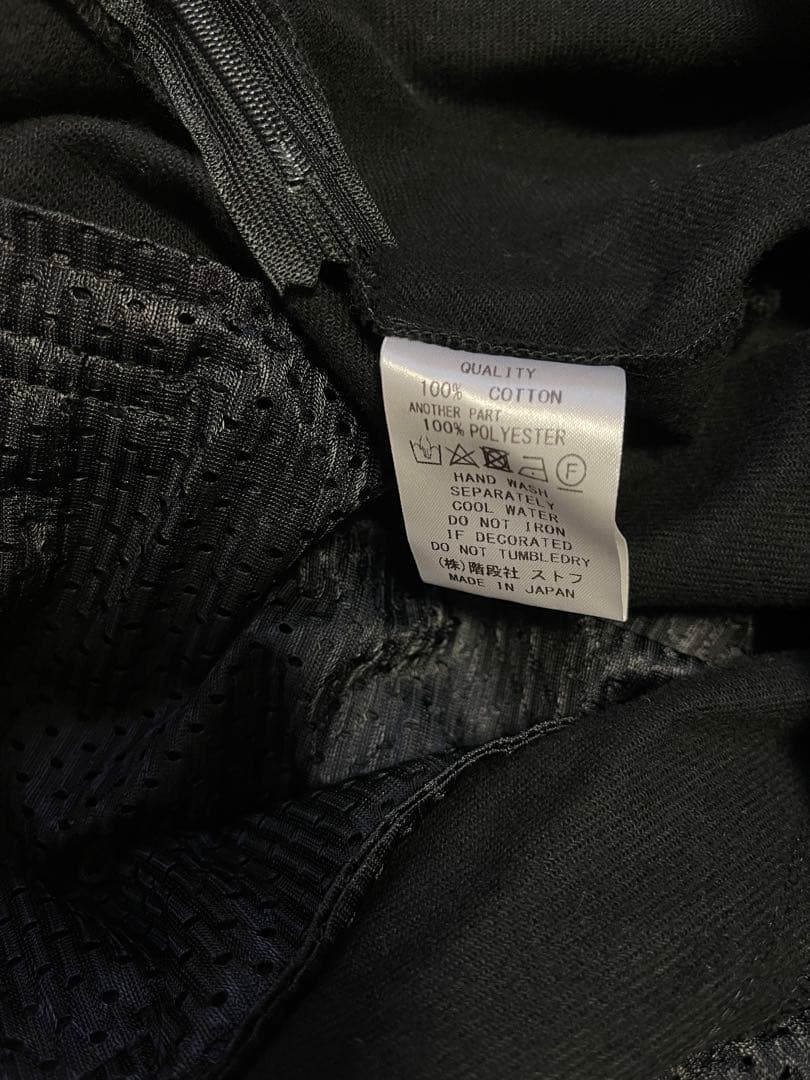 QUALITY
100% COTTON
ANOTHER PART
100% POLYESTER
F
HAND WASH
SEPARATELY
COOL WATER
DO NOT IRON
IF DECORATED
DO NOT TUMBLEDRY
(株)階段社 ストフ
MADE IN JAPAN